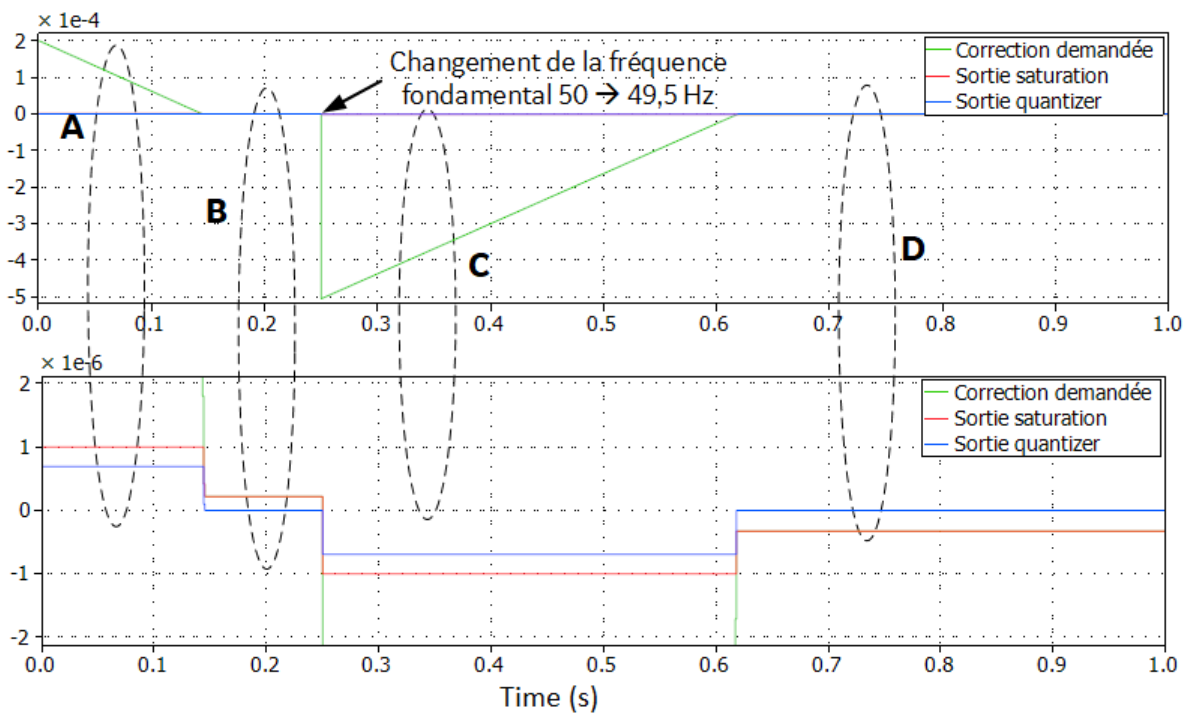 × 1e-4
Changement de la fréquence
fondamental 50 → 49,5 Hz
Correction demandée
Sortie saturation
Sortie quantizer
2
1
0
-1
-2
-3
-4
-5
A
B
C
D
0.0 0.1 0.2 0.3 0.4 0.5 0.6 0.7 0.8 0.9 1.0
× 1e-6
Correction demandée
Sortie saturation
Sortie quantizer
2
1
0
-1
-2
0.0 0.1 0.2 0.3 0.4 0.5 0.6 0.7 0.8 0.9 1.0
Time (s)